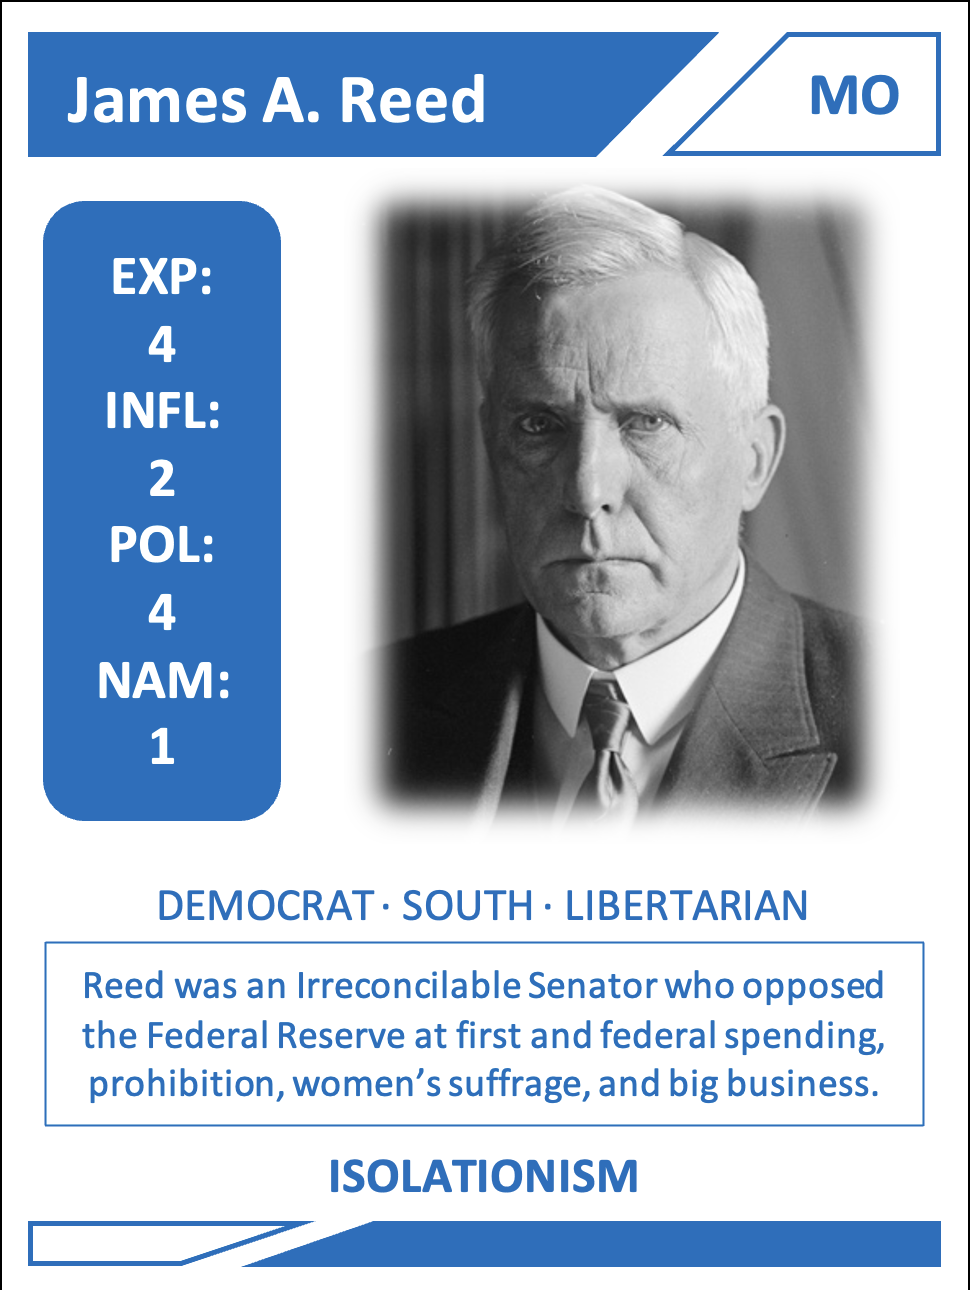 James A. Reed
MO
EXP:
4
INFL:
2
POL:
4
NAM:
1
DEMOCRAT · SOUTH · LIBERTARIAN
Reed was an Irreconcilable Senator who opposed
the Federal Reserve at first and federal spending,
prohibition, women’s suffrage, and big business.
ISOLATIONISM